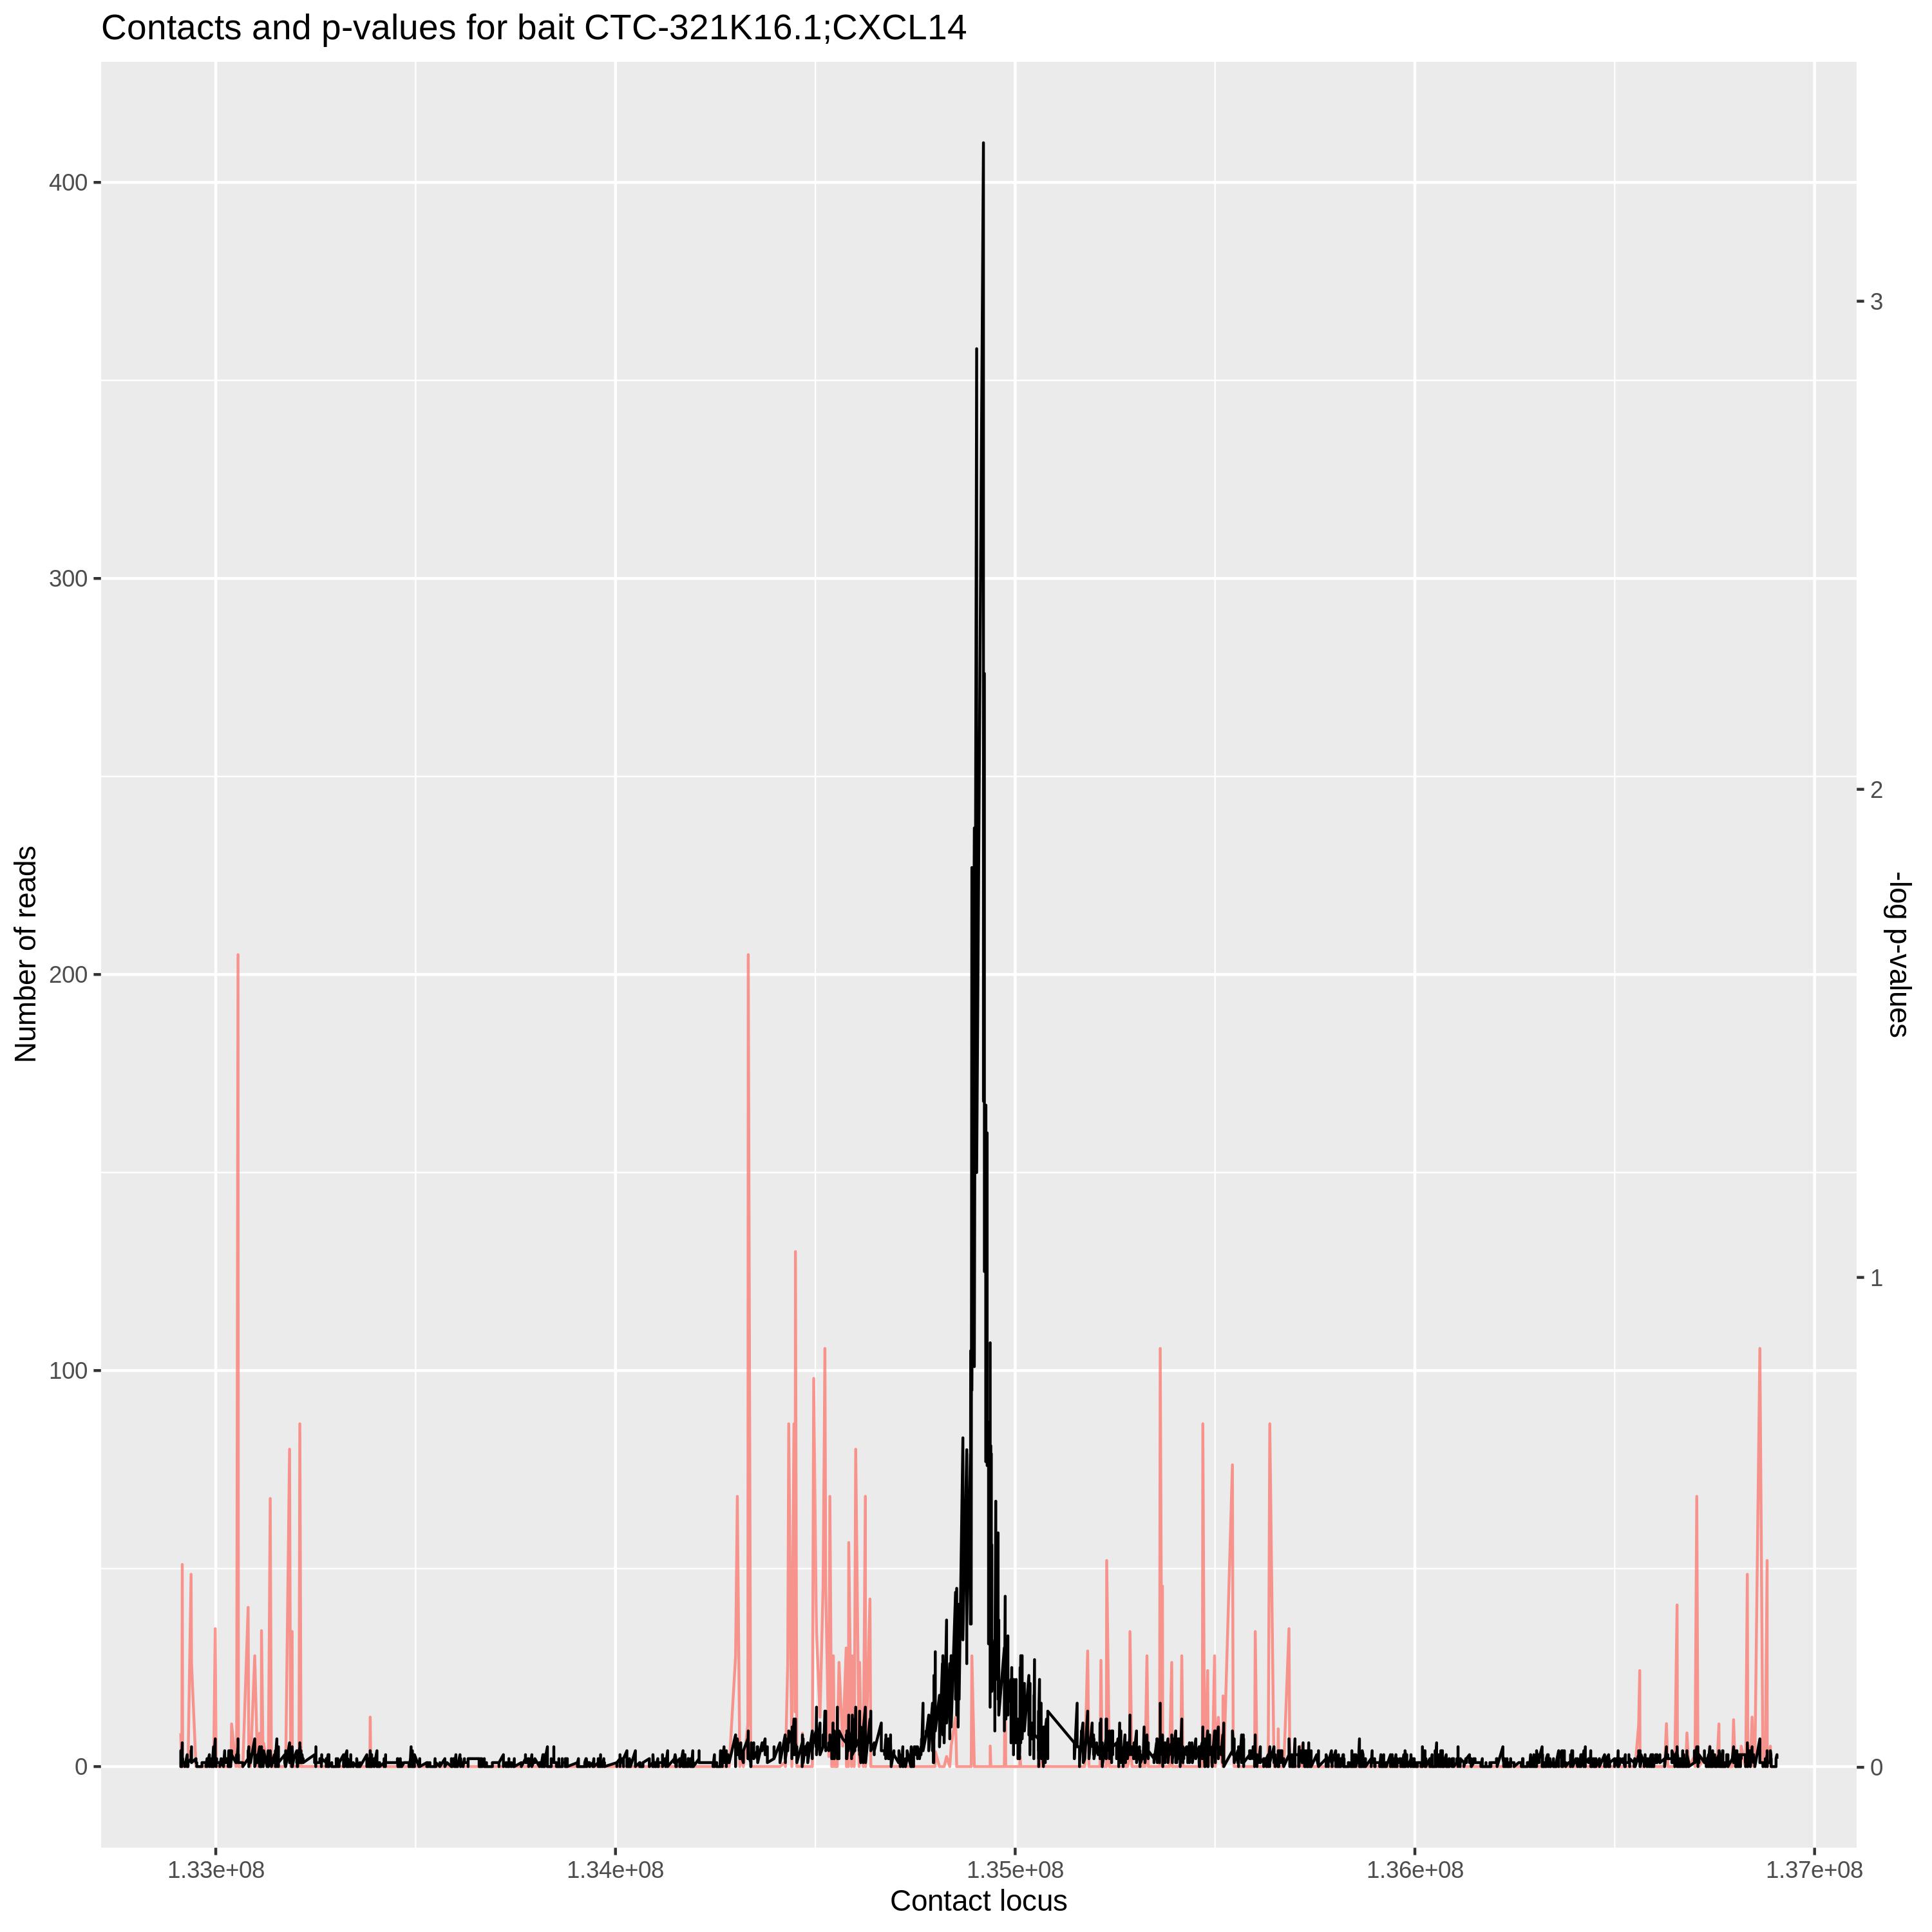 Contacts and p-values for bait CTC-321K16.1;CXCL14
400
300
200
100
0
Number of reads
3
2
1
0
-log p-values
1.33e+08
1.34e+08
1.35e+08
1.36e+08
1.37e+08
Contact locus